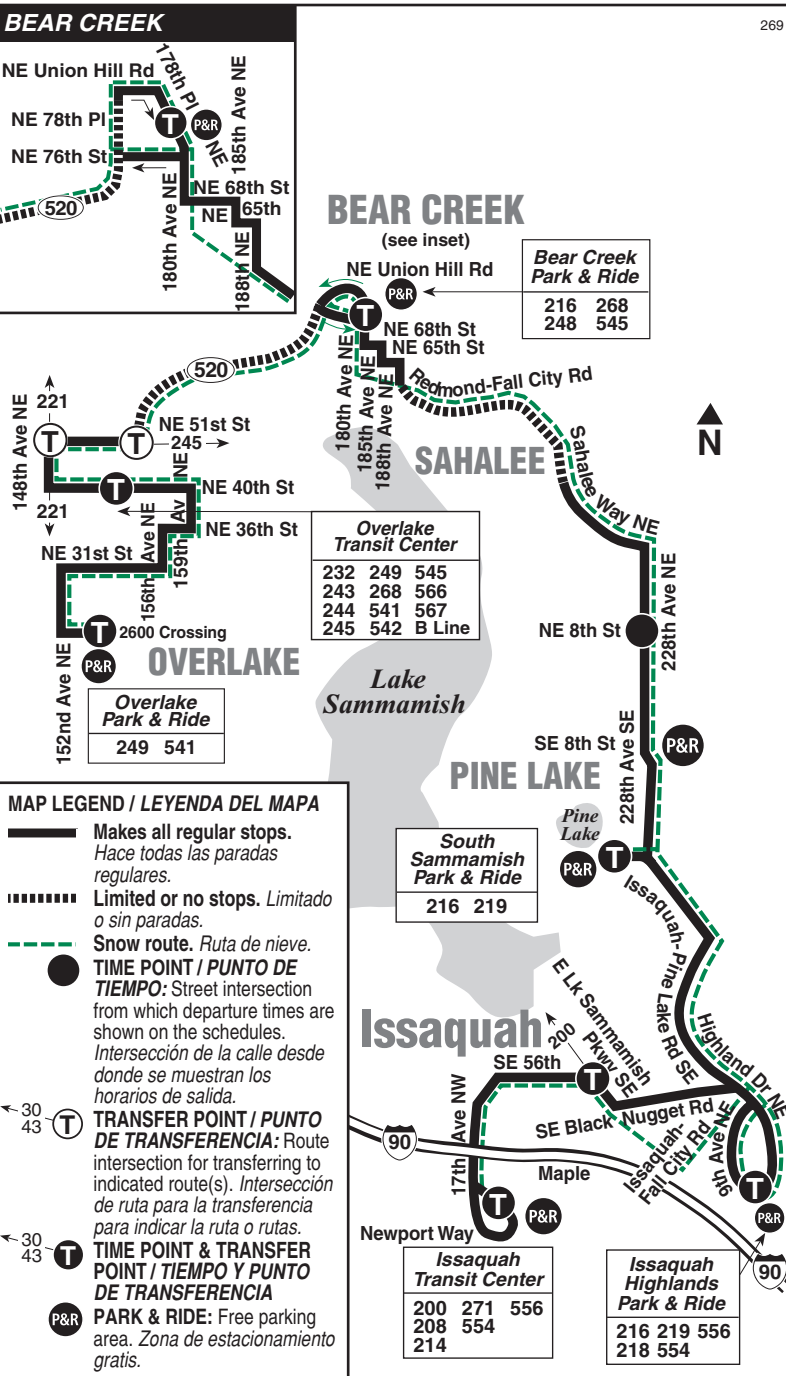 BEAR CREEK
269
NE Union Hill Rd
178th Pl NE
185th Ave NE
NE 78th Pl
T
P&R
NE 76th St
NE 68th St
NE 65th
520
180th Ave NE
188th NE
BEAR CREEK
(see inset)
NE Union Hill Rd
P&R
Bear Creek
Park & Ride
216 268
248 545
T
NE 68th St
NE 65th St
520
180th Ave NE
185th Ave NE
188th Ave NE
Redmond-Fall City Rd
N
221
148th Ave NE
T
T
NE 51st St
245
SAHALEE
Sahalee Way NE
T
NE 40th St
221
NE 36th St
159th Av NE
156th Ave NE
NE 31st St
Overlake
Transit Center
232 249 545
243 268 566
244 541 567
245 542 B Line
228th Ave NE
NE 8th St
T
2600 Crossing
P&R
OVERLAKE
152nd Ave NE
Overlake
Park & Ride
249 541
Lake
Sammamish
SE 8th St
P&R
228th Ave SE
PINE LAKE
Pine
Lake
T
P&R
South
Sammamish
Park & Ride
216 219
Issaquah-Pine Lake Rd SE
MAP LEGEND / LEYENDA DEL MAPA
Makes all regular stops.
Hace todas las paradas
regulares.
Limited or no stops. Limitado
o sin paradas.
Snow route. Ruta de nieve.
TIME POINT / PUNTO DE
TIEMPO: Street intersection
from which departure times are
shown on the schedules.
Intersección de la calle desde
donde se muestran los
horarios de salida.
30
43
T
TRANSFER POINT / PUNTO
DE TRANSFERENCIA: Route
intersection for transferring to
indicated route(s). Intersección
de ruta para la transferencia
para indicar la ruta o rutas.
30
43
T
TIME POINT & TRANSFER
POINT / TIEMPO Y PUNTO
DE TRANSFERENCIA
P&R
PARK & RIDE: Free parking
area. Zona de estacionamiento
gratis.
Issaquah
200
E Lk Sammamish
Pkwy SE
SE 56th
T
Highland Dr NE
SE Black Nugget Rd
17th Ave NW
90
Maple
Issaquah-
Fall City Rd
9th Ave NE
T
P&R
T
P&R
Newport Way
90
Issaquah
Transit Center
200 271 556
208 554
214
Issaquah
Highlands
Park & Ride
216 219 556
218 554